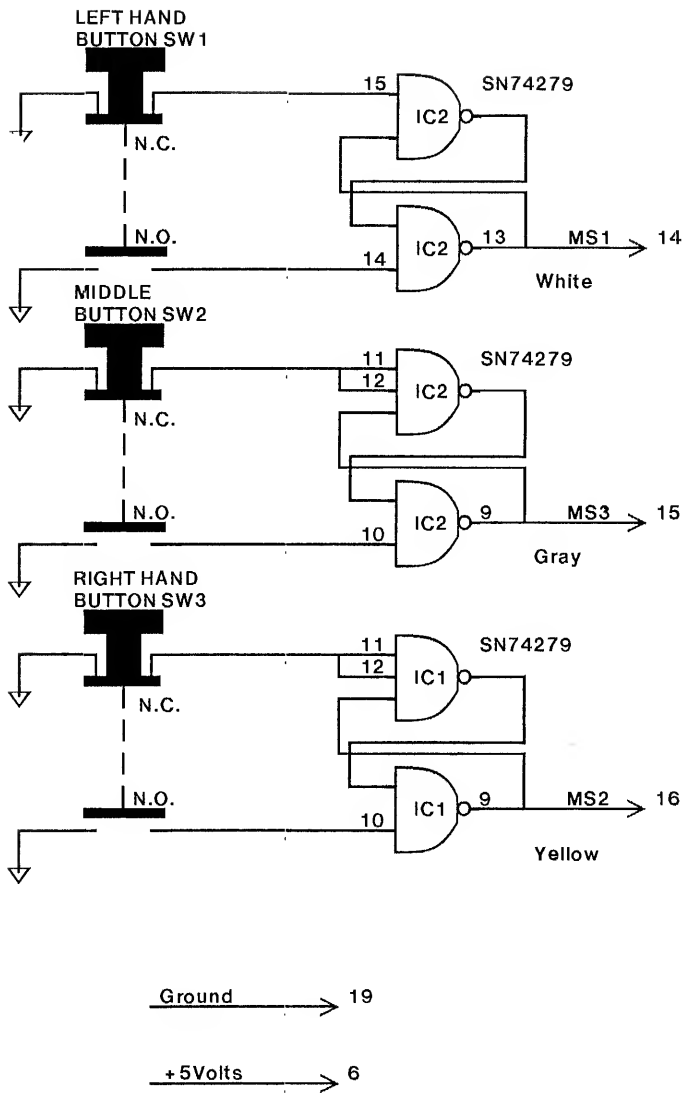 LEFT HAND
BUTTON SW1
15
SN74279
IC2
N.C.
N.O.
14
IC2
13
MS1
14
White
MIDDLE
BUTTON SW2
11
12
SN74279
IC2
N.C.
N.O.
10
IC2
9
MS3
15
Gray
RIGHT HAND
BUTTON SW3
11
12
SN74279
IC1
N.C.
N.O.
10
IC1
9
MS2
16
Yellow
Ground
19
+5Volts
6